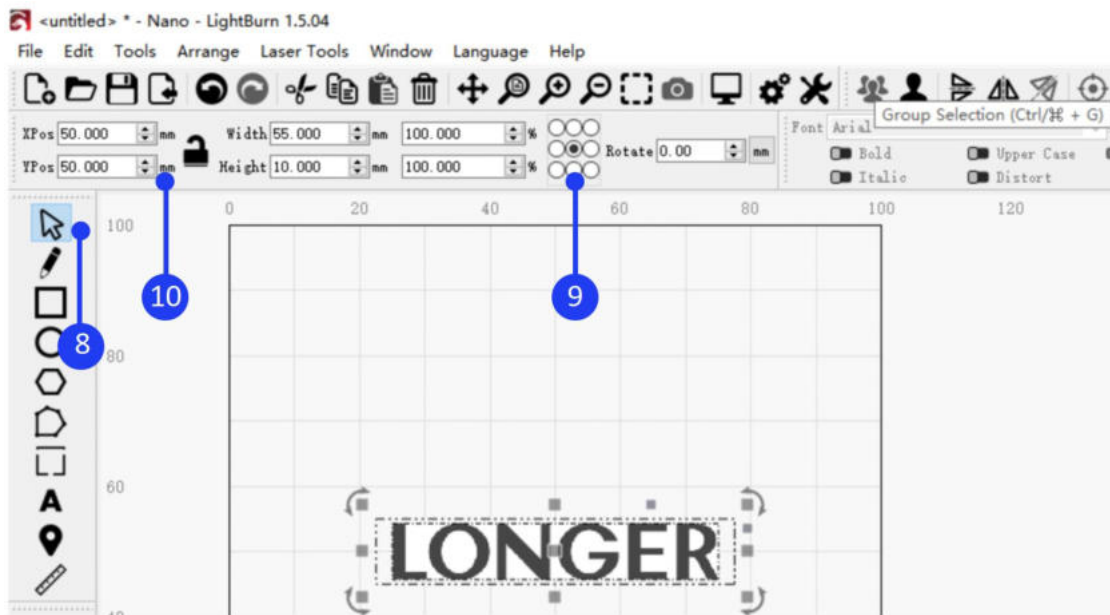 <untitled> * - Nano - LightBurn 1.5.04
File Edit Tools Arrange Laser Tools Window Language Help
Group Selection (Ctrl/⌘ + G)
XPos 50.000 mm Width 55.000 mm 100.000 % Rotate 0.00 mm Font Arial
YPos 50.000 mm Height 10.000 mm 100.000 %
Bold Upper Case
Italic Distort
0 20 40 60 80 100 120
100
10 9
8
80
60
LONGER